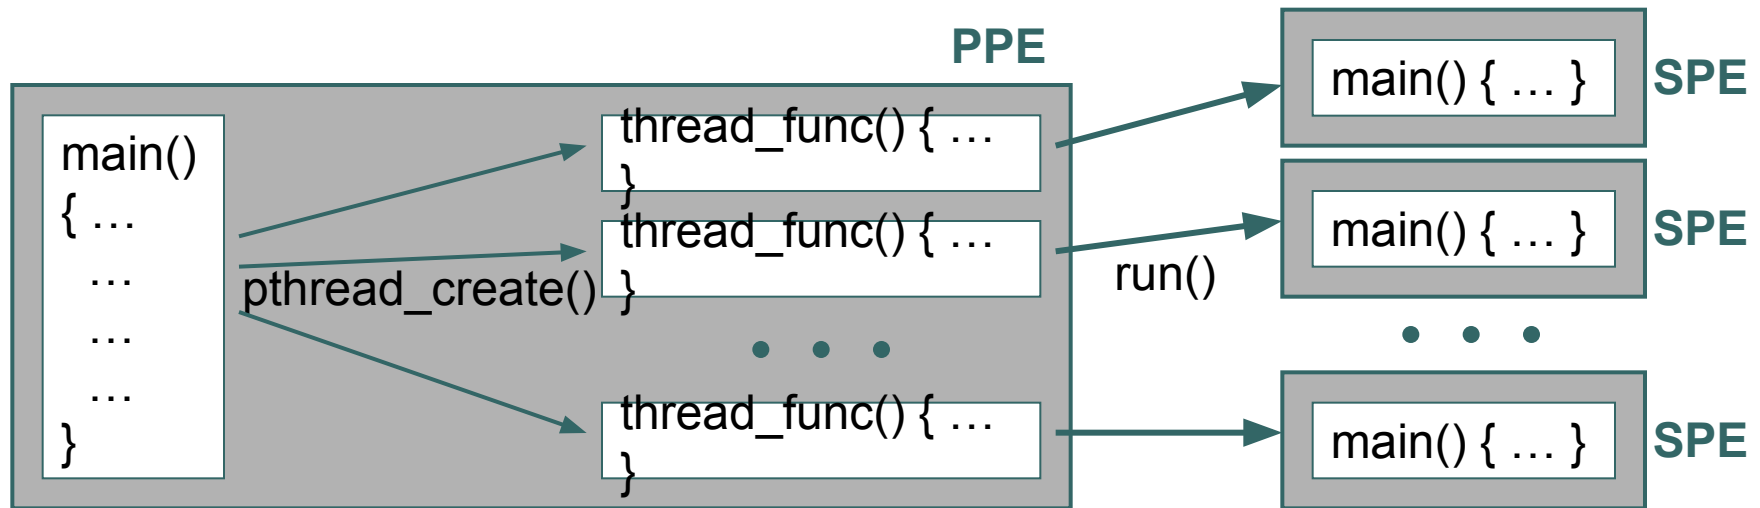 PPE
main()
{ …
…
…
…
}
pthread_create()
thread_func() { …
}
thread_func() { …
}
thread_func() { …
}
run()
main() { … }
SPE
main() { … }
SPE
main() { … }
SPE